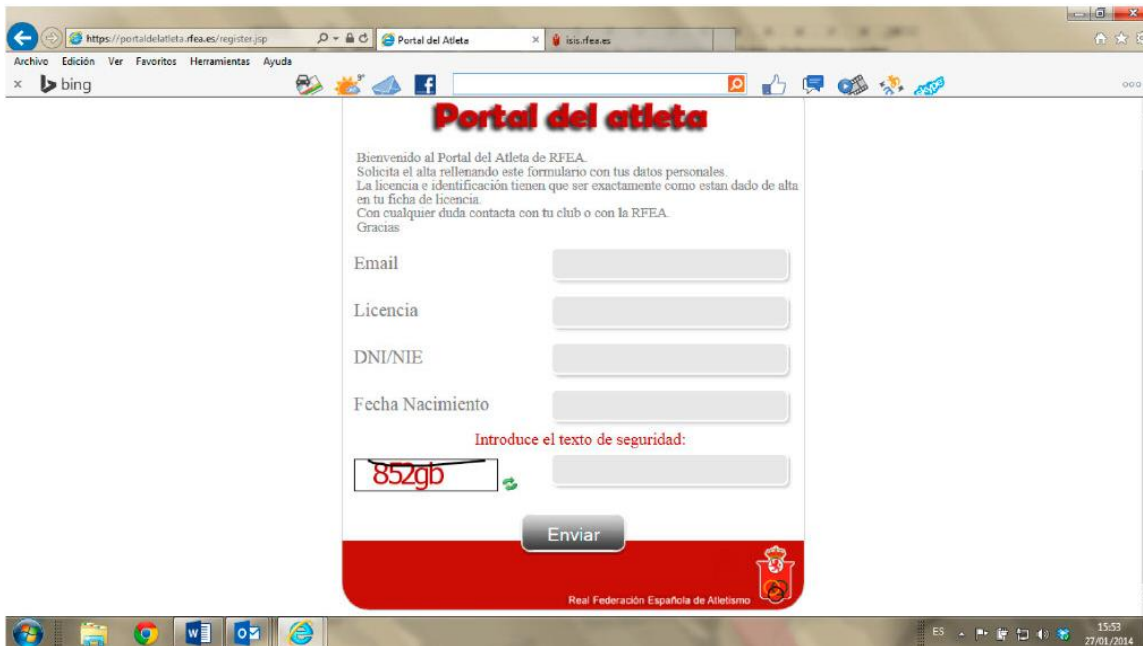 https://portaldelatleta.rfea.es/register.jsp
Portal del Atleta
isis.rfea.es
Archivo Edición Ver Favoritos Herramientas Ayuda
bing
9°
Portal del atleta
Bienvenido al Portal del Atleta de RFEA.
Solicita el alta rellenando este formulario con tus datos personales.
La licencia e identificación tienen que ser exactamente como estan dado de alta
en tu ficha de licencia.
Con cualquier duda contacta con tu club o con la RFEA.
Gracias
Email
Licencia
DNI/NIE
Fecha Nacimiento
Introduce el texto de seguridad:
852gb
Enviar
Real Federación Española de Atletismo
ES
15:53
27/01/2014